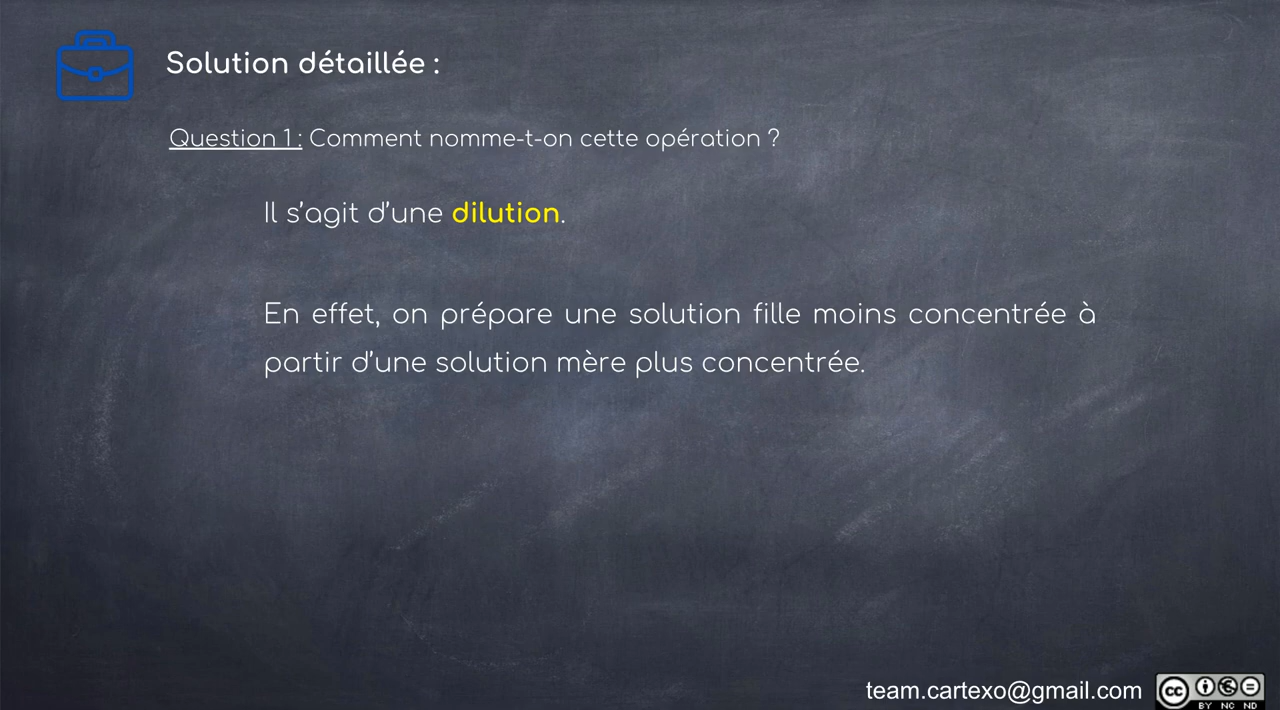 Solution détaillée :
Question 1 : Comment nomme-t-on cette opération ?
Il s’agit d’une dilution.
En effet, on prépare une solution fille moins concentrée à
partir d’une solution mère plus concentrée.
team.cartexo@gmail.com
cc
BY NC ND